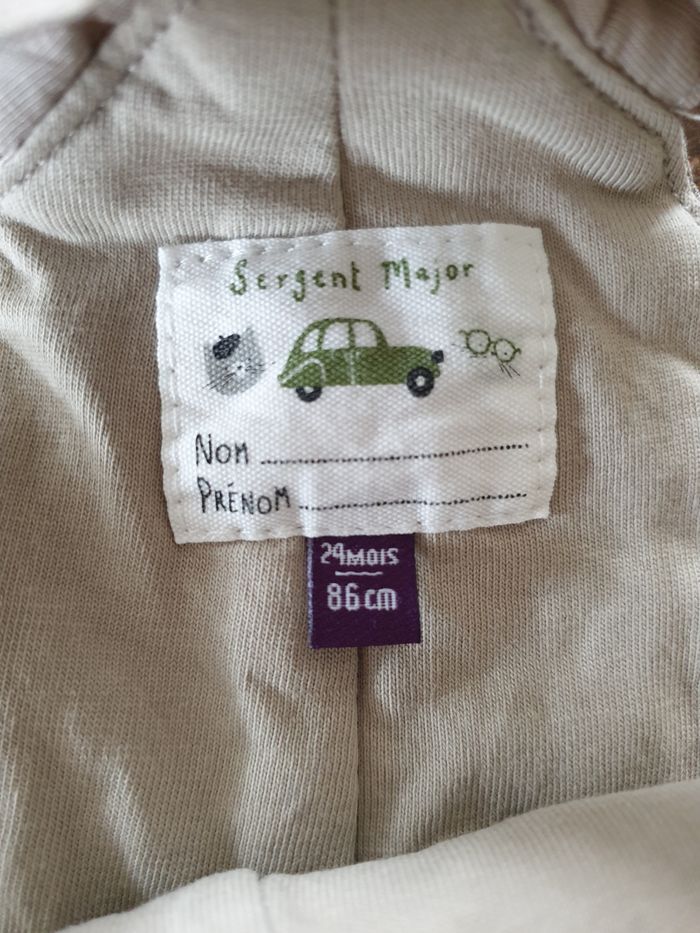 Sergent Major
Nom
PRÉNOM
24MOIS
86cm